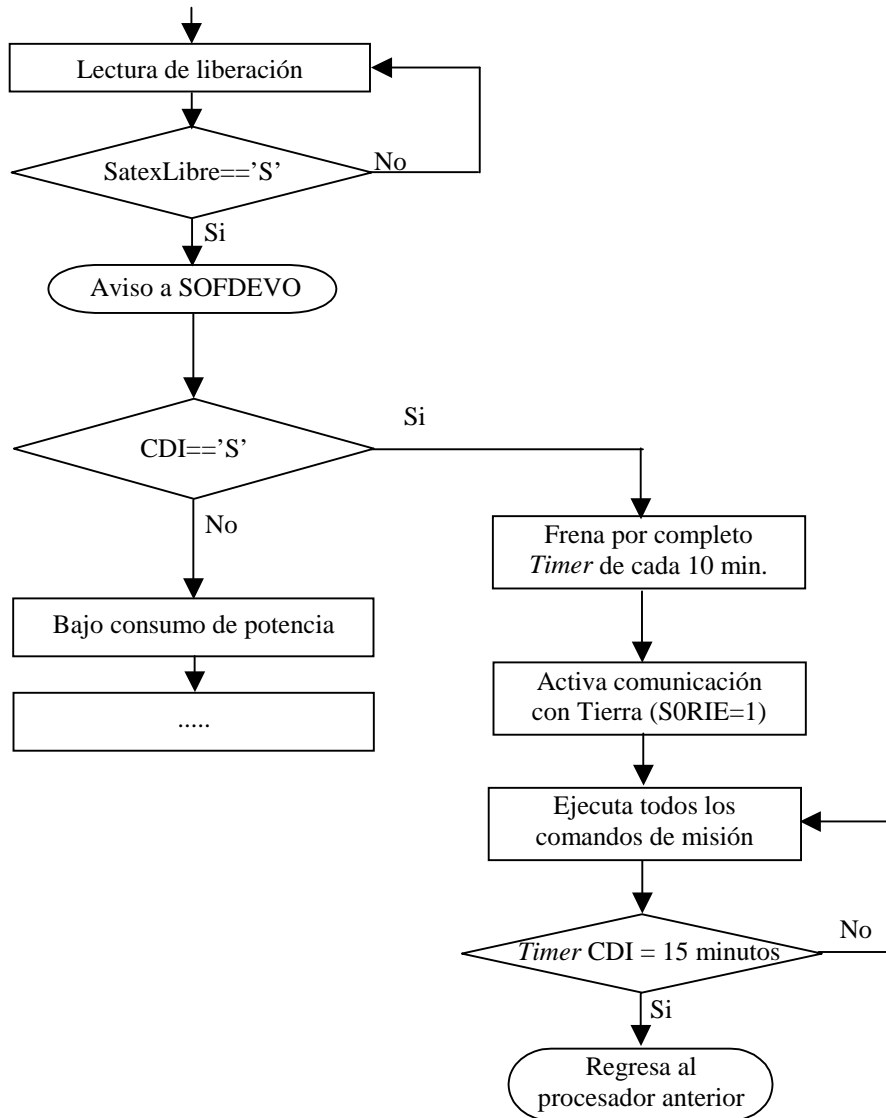 Lectura de liberación
SatexLibre==’S’
No
Si
Aviso a SOFDEVO
CDI==’S’
Si
No
Frena por completo
Timer de cada 10 min.
Bajo consumo de potencia
.....
Activa comunicación
con Tierra (S0RIE=1)
Ejecuta todos los
comandos de misión
Timer CDI = 15 minutos
No
Si
Regresa al
procesador anterior